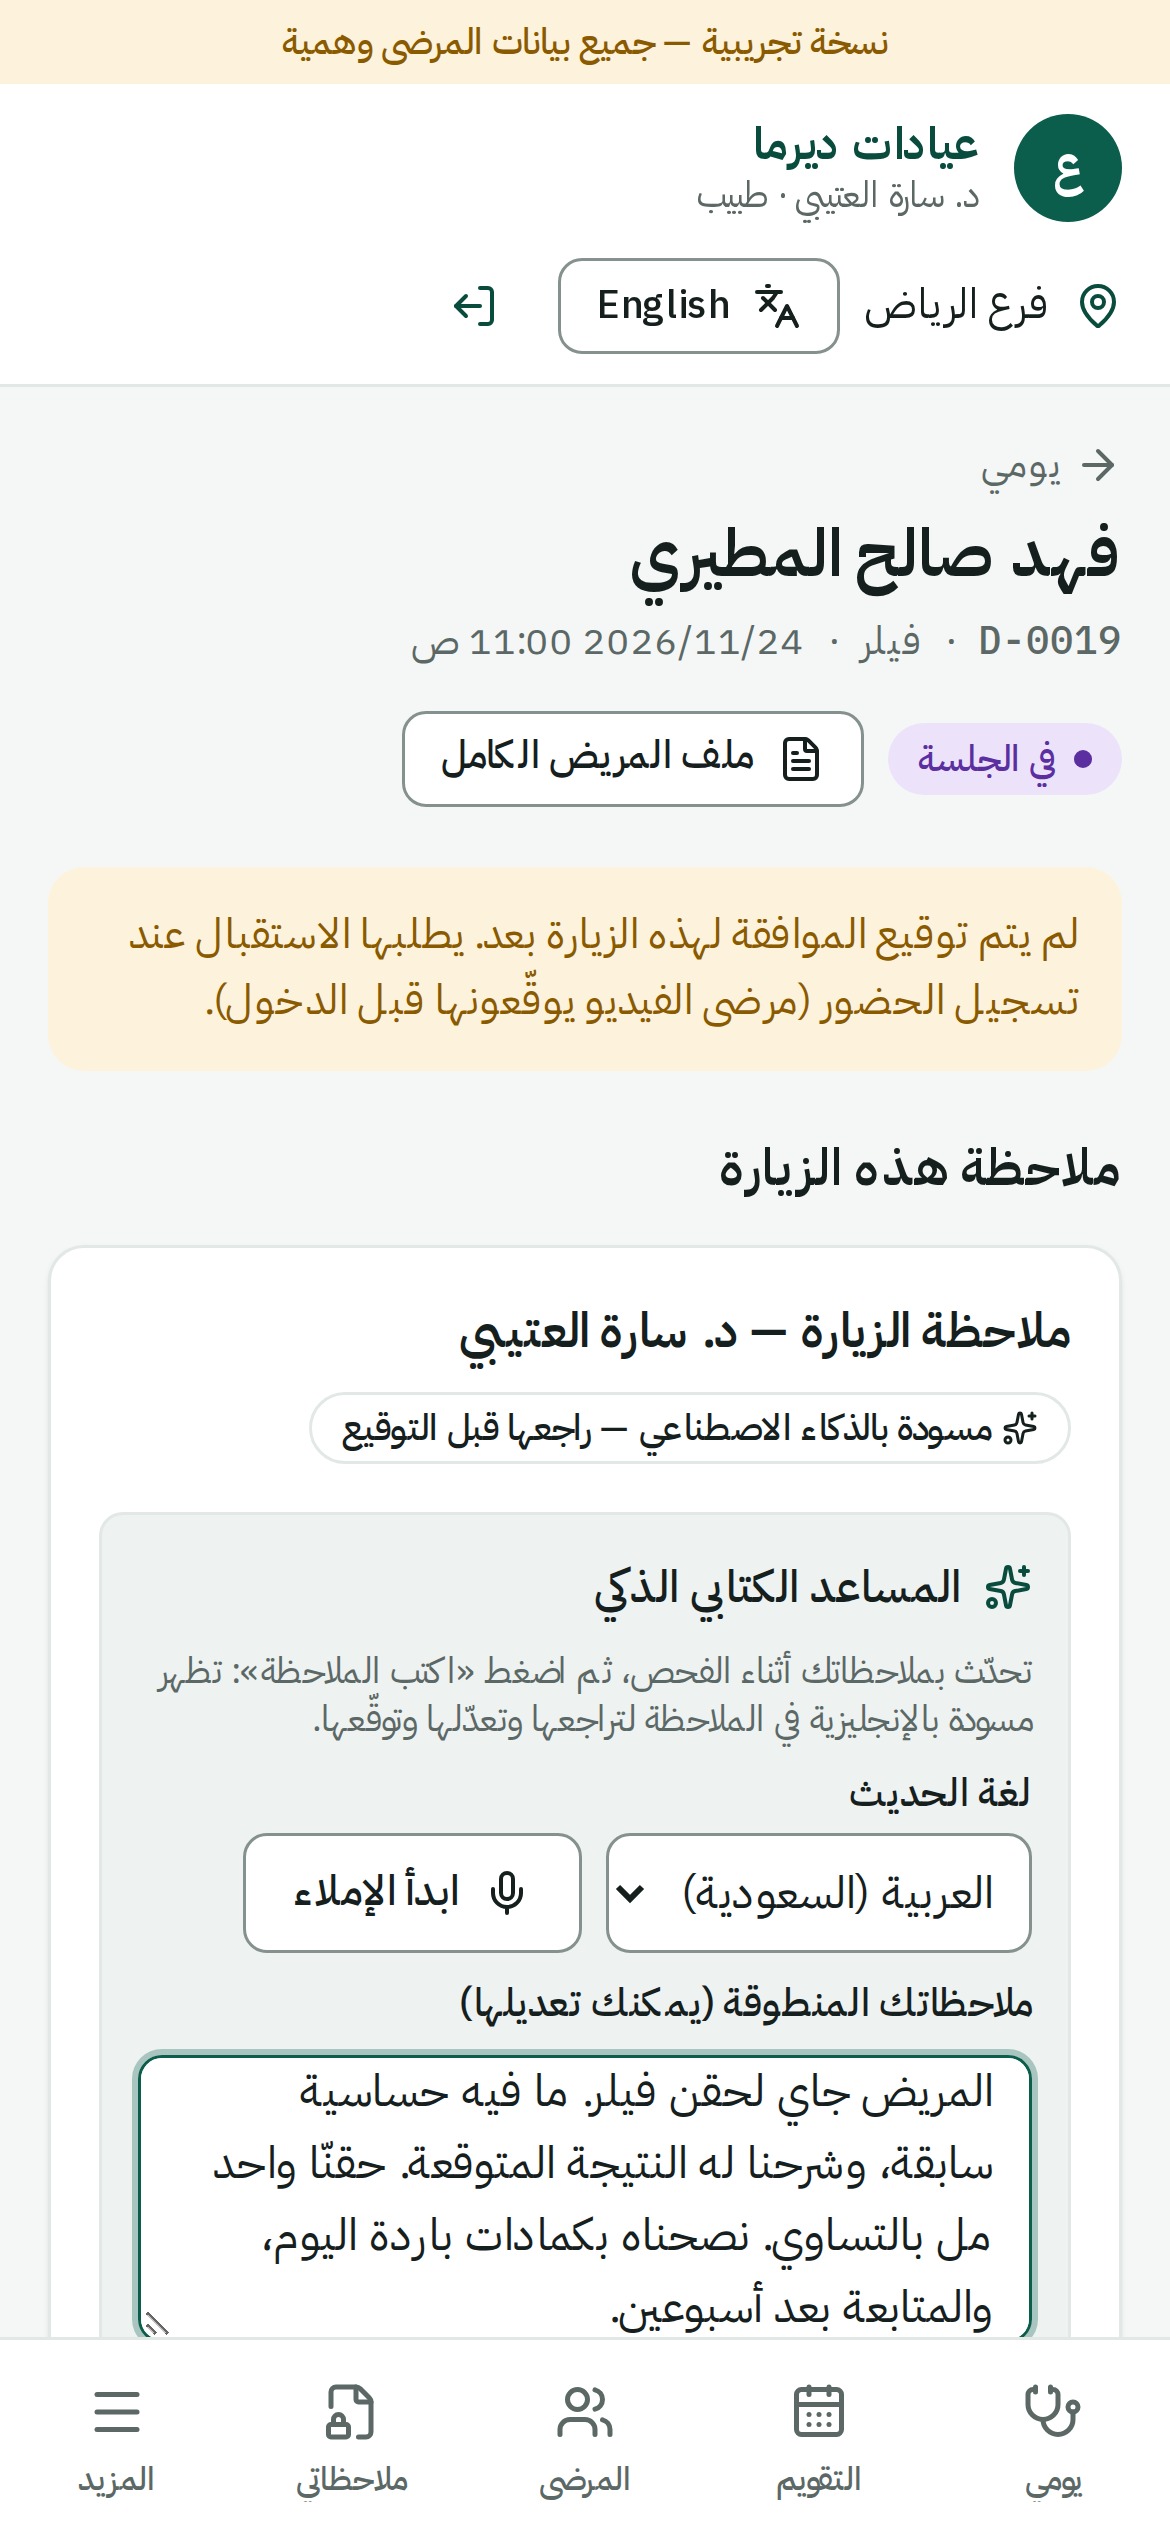 نسخة تجريبية — جميع بيانات المرضى وهمية
ع
عيادات ديرما
د. سارة العتيبي · طبيب
فرع الرياض
English
يومي
فهد صالح المطيري
D-0019 · فيلر · 2026/11/24 11:00 ص
في الجلسة
ملف المريض الكامل
لم يتم توقيع الموافقة لهذه الزيارة بعد. يطلبها الاستقبال عند
تسجيل الحضور (مرضى الفيديو يوقّعونها قبل الدخول).
ملاحظة هذه الزيارة
ملاحظة الزيارة — د. سارة العتيبي
مسودة بالذكاء الاصطناعي — راجعها قبل التوقيع
المساعد الكتابي الذكي
تحدّث بملاحظاتك أثناء الفحص، ثم اضغط «اكتب الملاحظة»: تظهر
مسودة بالإنجليزية في الملاحظة لتراجعها وتعدّلها وتوقّعها.
لغة الحديث
العربية (السعودية)
ابدأ الإملاء
ملاحظاتك المنطوقة (يمكنك تعديلها)
المريض جاي لحقن فيلر. ما فيه حساسية
سابقة، وشرحنا له النتيجة المتوقعة. حقنّا واحد
مل بالتساوي. نصحناه بكمادات باردة اليوم،
والمتابعة بعد أسبوعين.
يومي
التقويم
المرضى
ملاحظاتي
المزيد